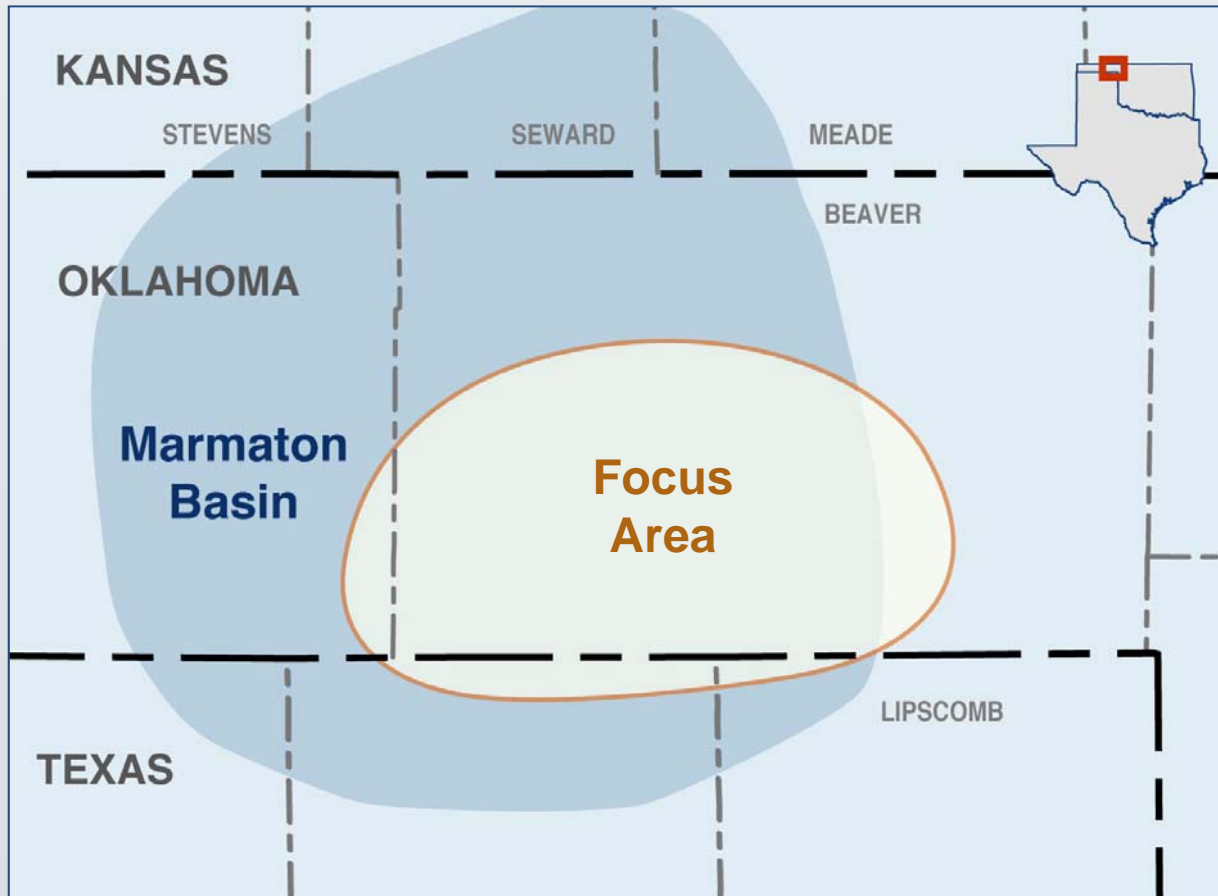 KANSAS
STEVENS
SEWARD
MEADE
BEAVER
OKLAHOMA
Marmaton
Basin
Focus
Area
LIPSCOMB
TEXAS